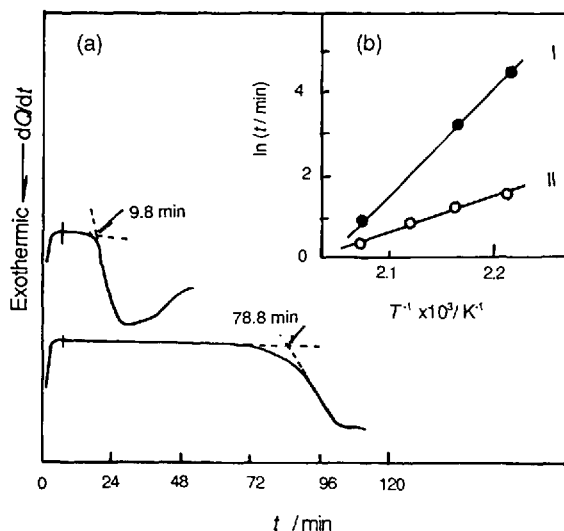 (a)
(b)
I
II
4
2
0
ln (t / min)
2.1
2.2
T⁻¹ x10³/ K⁻¹
Exothermic ← dQ/dt
9.8 min
78.8 min
0
24
48
72
96
120
t / min